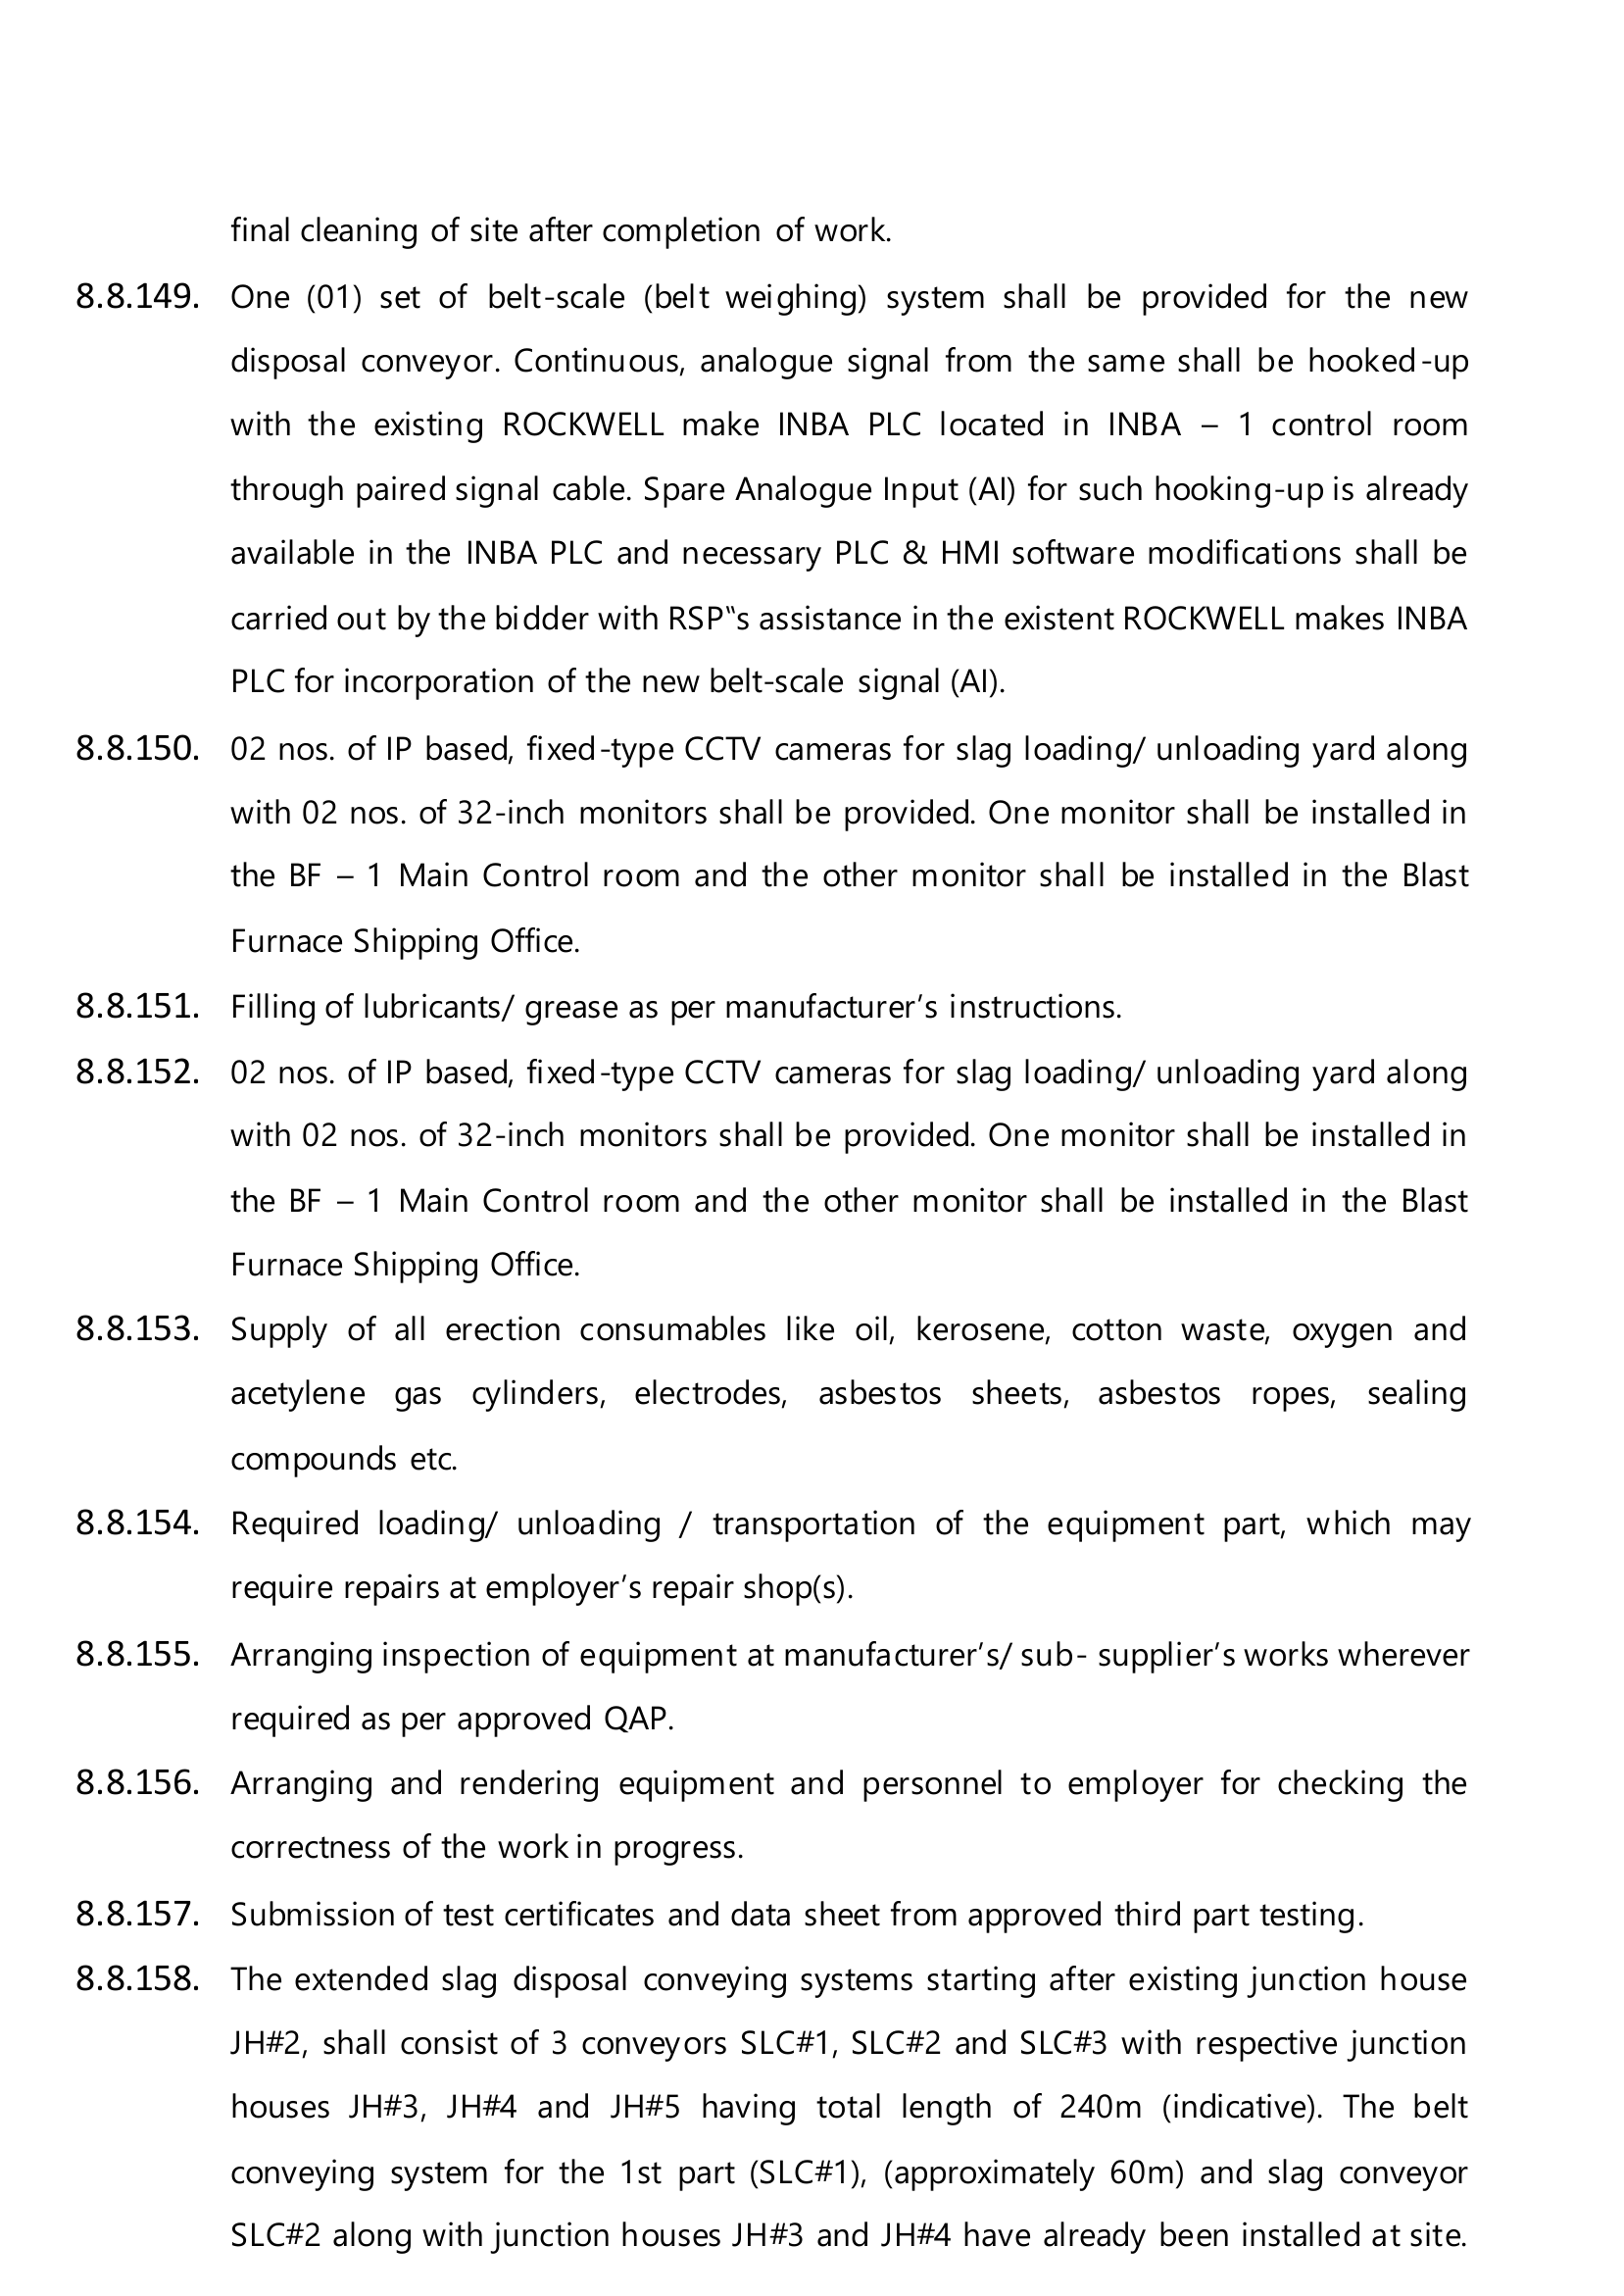 final cleaning of site after completion of work.
8.8.149. One (01) set of belt-scale (belt weighing) system shall be provided for the new
disposal conveyor. Continuous, analogue signal from the same shall be hooked-up
with the existing ROCKWELL make INBA PLC located in INBA – 1 control room
through paired signal cable. Spare Analogue Input (AI) for such hooking-up is already
available in the INBA PLC and necessary PLC & HMI software modifications shall be
carried out by the bidder with RSP‟s assistance in the existent ROCKWELL makes INBA
PLC for incorporation of the new belt-scale signal (AI).
8.8.150. 02 nos. of IP based, fixed-type CCTV cameras for slag loading/ unloading yard along
with 02 nos. of 32-inch monitors shall be provided. One monitor shall be installed in
the BF – 1 Main Control room and the other monitor shall be installed in the Blast
Furnace Shipping Office.
8.8.151. Filling of lubricants/ grease as per manufacturer’s instructions.
8.8.152. 02 nos. of IP based, fixed-type CCTV cameras for slag loading/ unloading yard along
with 02 nos. of 32-inch monitors shall be provided. One monitor shall be installed in
the BF – 1 Main Control room and the other monitor shall be installed in the Blast
Furnace Shipping Office.
8.8.153. Supply of all erection consumables like oil, kerosene, cotton waste, oxygen and
acetylene gas cylinders, electrodes, asbestos sheets, asbestos ropes, sealing
compounds etc.
8.8.154. Required loading/ unloading / transportation of the equipment part, which may
require repairs at employer’s repair shop(s).
8.8.155. Arranging inspection of equipment at manufacturer’s/ sub- supplier’s works wherever
required as per approved QAP.
8.8.156. Arranging and rendering equipment and personnel to employer for checking the
correctness of the work in progress.
8.8.157. Submission of test certificates and data sheet from approved third part testing.
8.8.158. The extended slag disposal conveying systems starting after existing junction house
JH#2, shall consist of 3 conveyors SLC#1, SLC#2 and SLC#3 with respective junction
houses JH#3, JH#4 and JH#5 having total length of 240m (indicative). The belt
conveying system for the 1st part (SLC#1), (approximately 60m) and slag conveyor
SLC#2 along with junction houses JH#3 and JH#4 have already been installed at site.